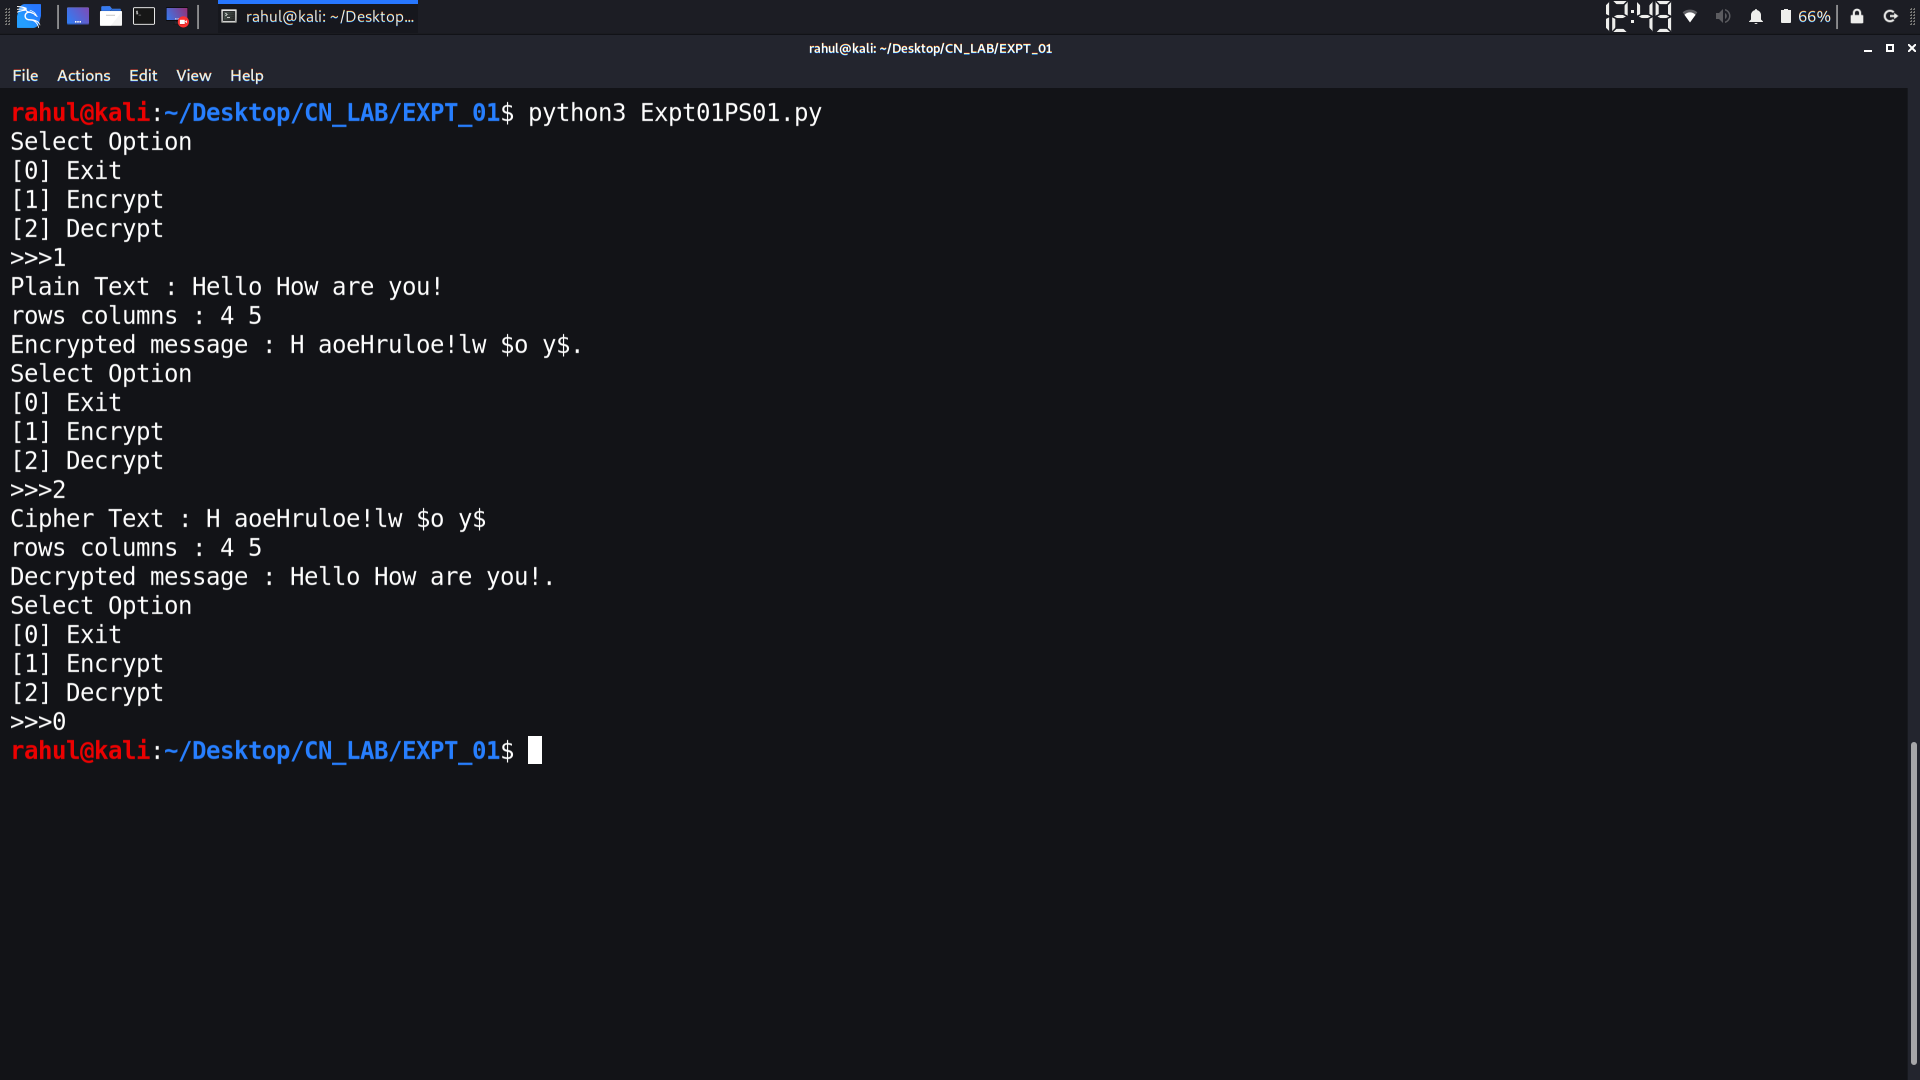 rahul@kali: ~/Desktop...
12:49
66%
rahul@kali: ~/Desktop/CN_LAB/EXPT_01
File Actions Edit View Help
rahul@kali:~/Desktop/CN_LAB/EXPT_01$ python3 Expt01PS01.py
Select Option
[0] Exit
[1] Encrypt
[2] Decrypt
>>>1
Plain Text : Hello How are you!
rows columns : 4 5
Encrypted message : H aoeHruloe!lw $o y$.
Select Option
[0] Exit
[1] Encrypt
[2] Decrypt
>>>2
Cipher Text : H aoeHruloe!lw $o y$
rows columns : 4 5
Decrypted message : Hello How are you!.
Select Option
[0] Exit
[1] Encrypt
[2] Decrypt
>>>0
rahul@kali:~/Desktop/CN_LAB/EXPT_01$